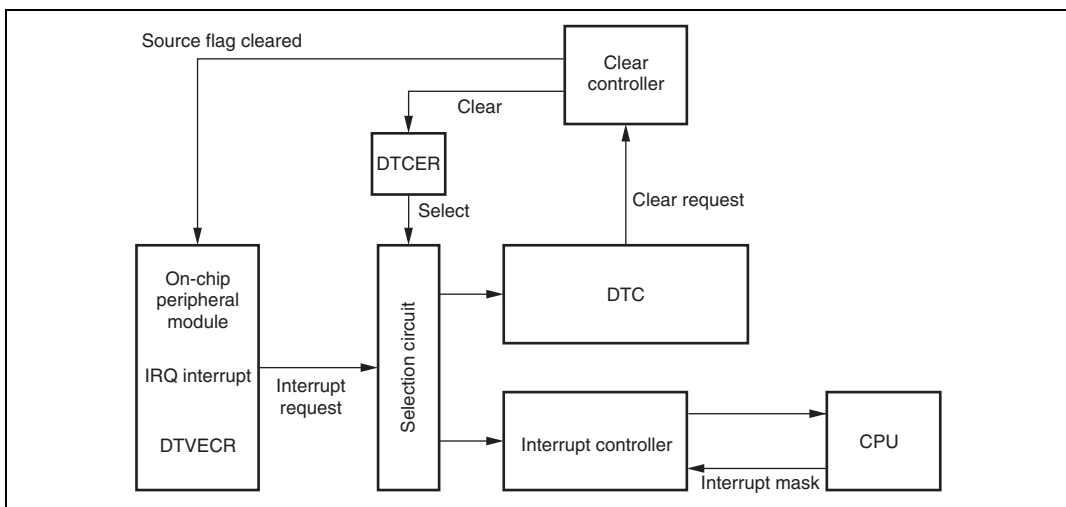 Source flag cleared
Clear
controller
Clear
DTCER
Clear request
Select
On-chip
peripheral
module
DTC
Selection circuit
IRQ interrupt
Interrupt
request
DTVECR
Interrupt controller
CPU
Interrupt mask